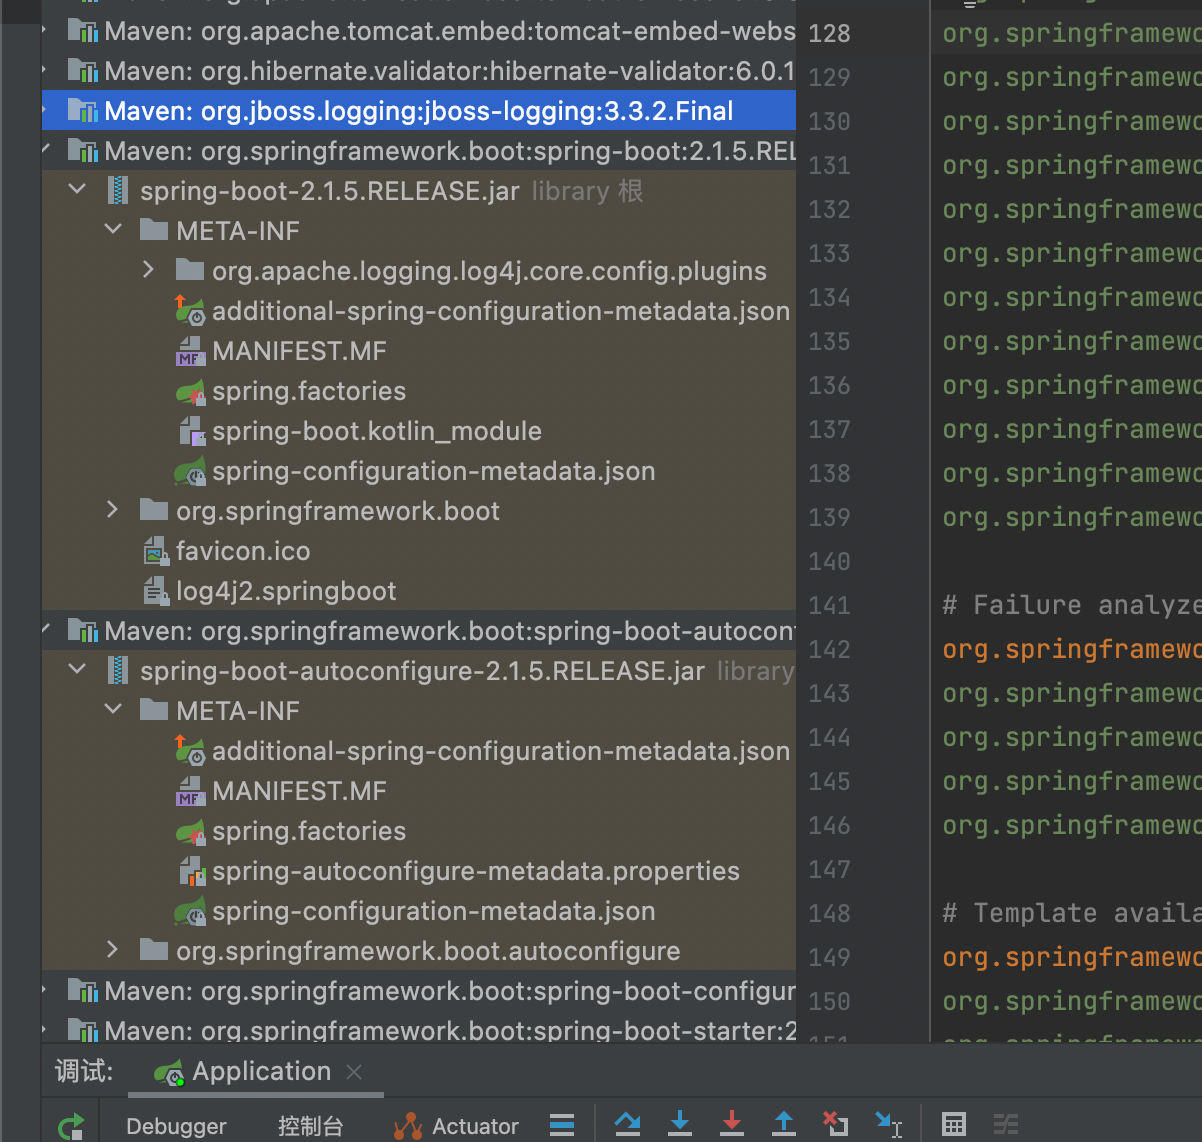 Maven: org.apache.tomcat.embed:tomcat-embed-webs
Maven: org.hibernate.validator:hibernate-validator:6.0.1
Maven: org.jboss.logging:jboss-logging:3.3.2.Final
Maven: org.springframework.boot:spring-boot:2.1.5.REL
spring-boot-2.1.5.RELEASE.jar library 根
META-INF
org.apache.logging.log4j.core.config.plugins
additional-spring-configuration-metadata.json
MANIFEST.MF
spring.factories
spring-boot.kotlin_module
spring-configuration-metadata.json
org.springframework.boot
favicon.ico
log4j2.springboot
Maven: org.springframework.boot:spring-boot-autoconf
spring-boot-autoconfigure-2.1.5.RELEASE.jar library
META-INF
additional-spring-configuration-metadata.json
MANIFEST.MF
spring.factories
spring-autoconfigure-metadata.properties
spring-configuration-metadata.json
org.springframework.boot.autoconfigure
Maven: org.springframework.boot:spring-boot-configur
Maven: org.springframework.boot:spring-boot-starter:2
128 org.springframewo
129 org.springframewo
130 org.springframewo
131 org.springframewo
132 org.springframewo
133 org.springframewo
134 org.springframewo
135 org.springframewo
136 org.springframewo
137 org.springframewo
138 org.springframewo
139 org.springframewo
140
141 # Failure analyze
142 org.springframewo
143 org.springframewo
144 org.springframewo
145 org.springframewo
146 org.springframewo
147
148 # Template availa
149 org.springframewo
150 org.springframewo
调试: Application
Debugger 控制台 Actuator